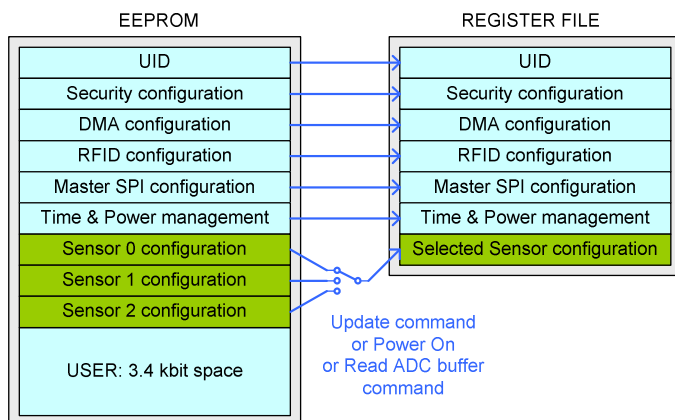 EEPROM
UID
Security configuration
DMA configuration
RFID configuration
Master SPI configuration
Time & Power management
Sensor 0 configuration
Sensor 1 configuration
Sensor 2 configuration
USER: 3.4 kbit space
REGISTER FILE
UID
Security configuration
DMA configuration
RFID configuration
Master SPI configuration
Time & Power management
Selected Sensor configuration
Update command
or Power On
or Read ADC buffer
command